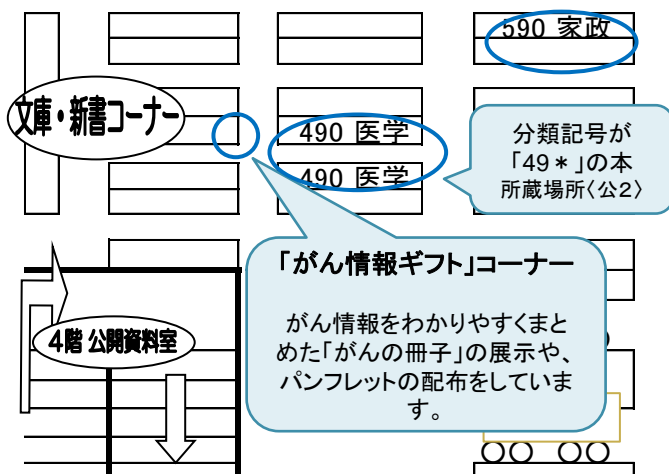 590 家政
文庫・新書コーナー
490 医学
490 医学
分類記号が
「49＊」の本
所蔵場所〈公2〉
「がん情報ギフト」コーナー
がん情報をわかりやすくまと
めた「がんの冊子」の展示や、
パンフレットの配布をしていま
す。
4階 公開資料室